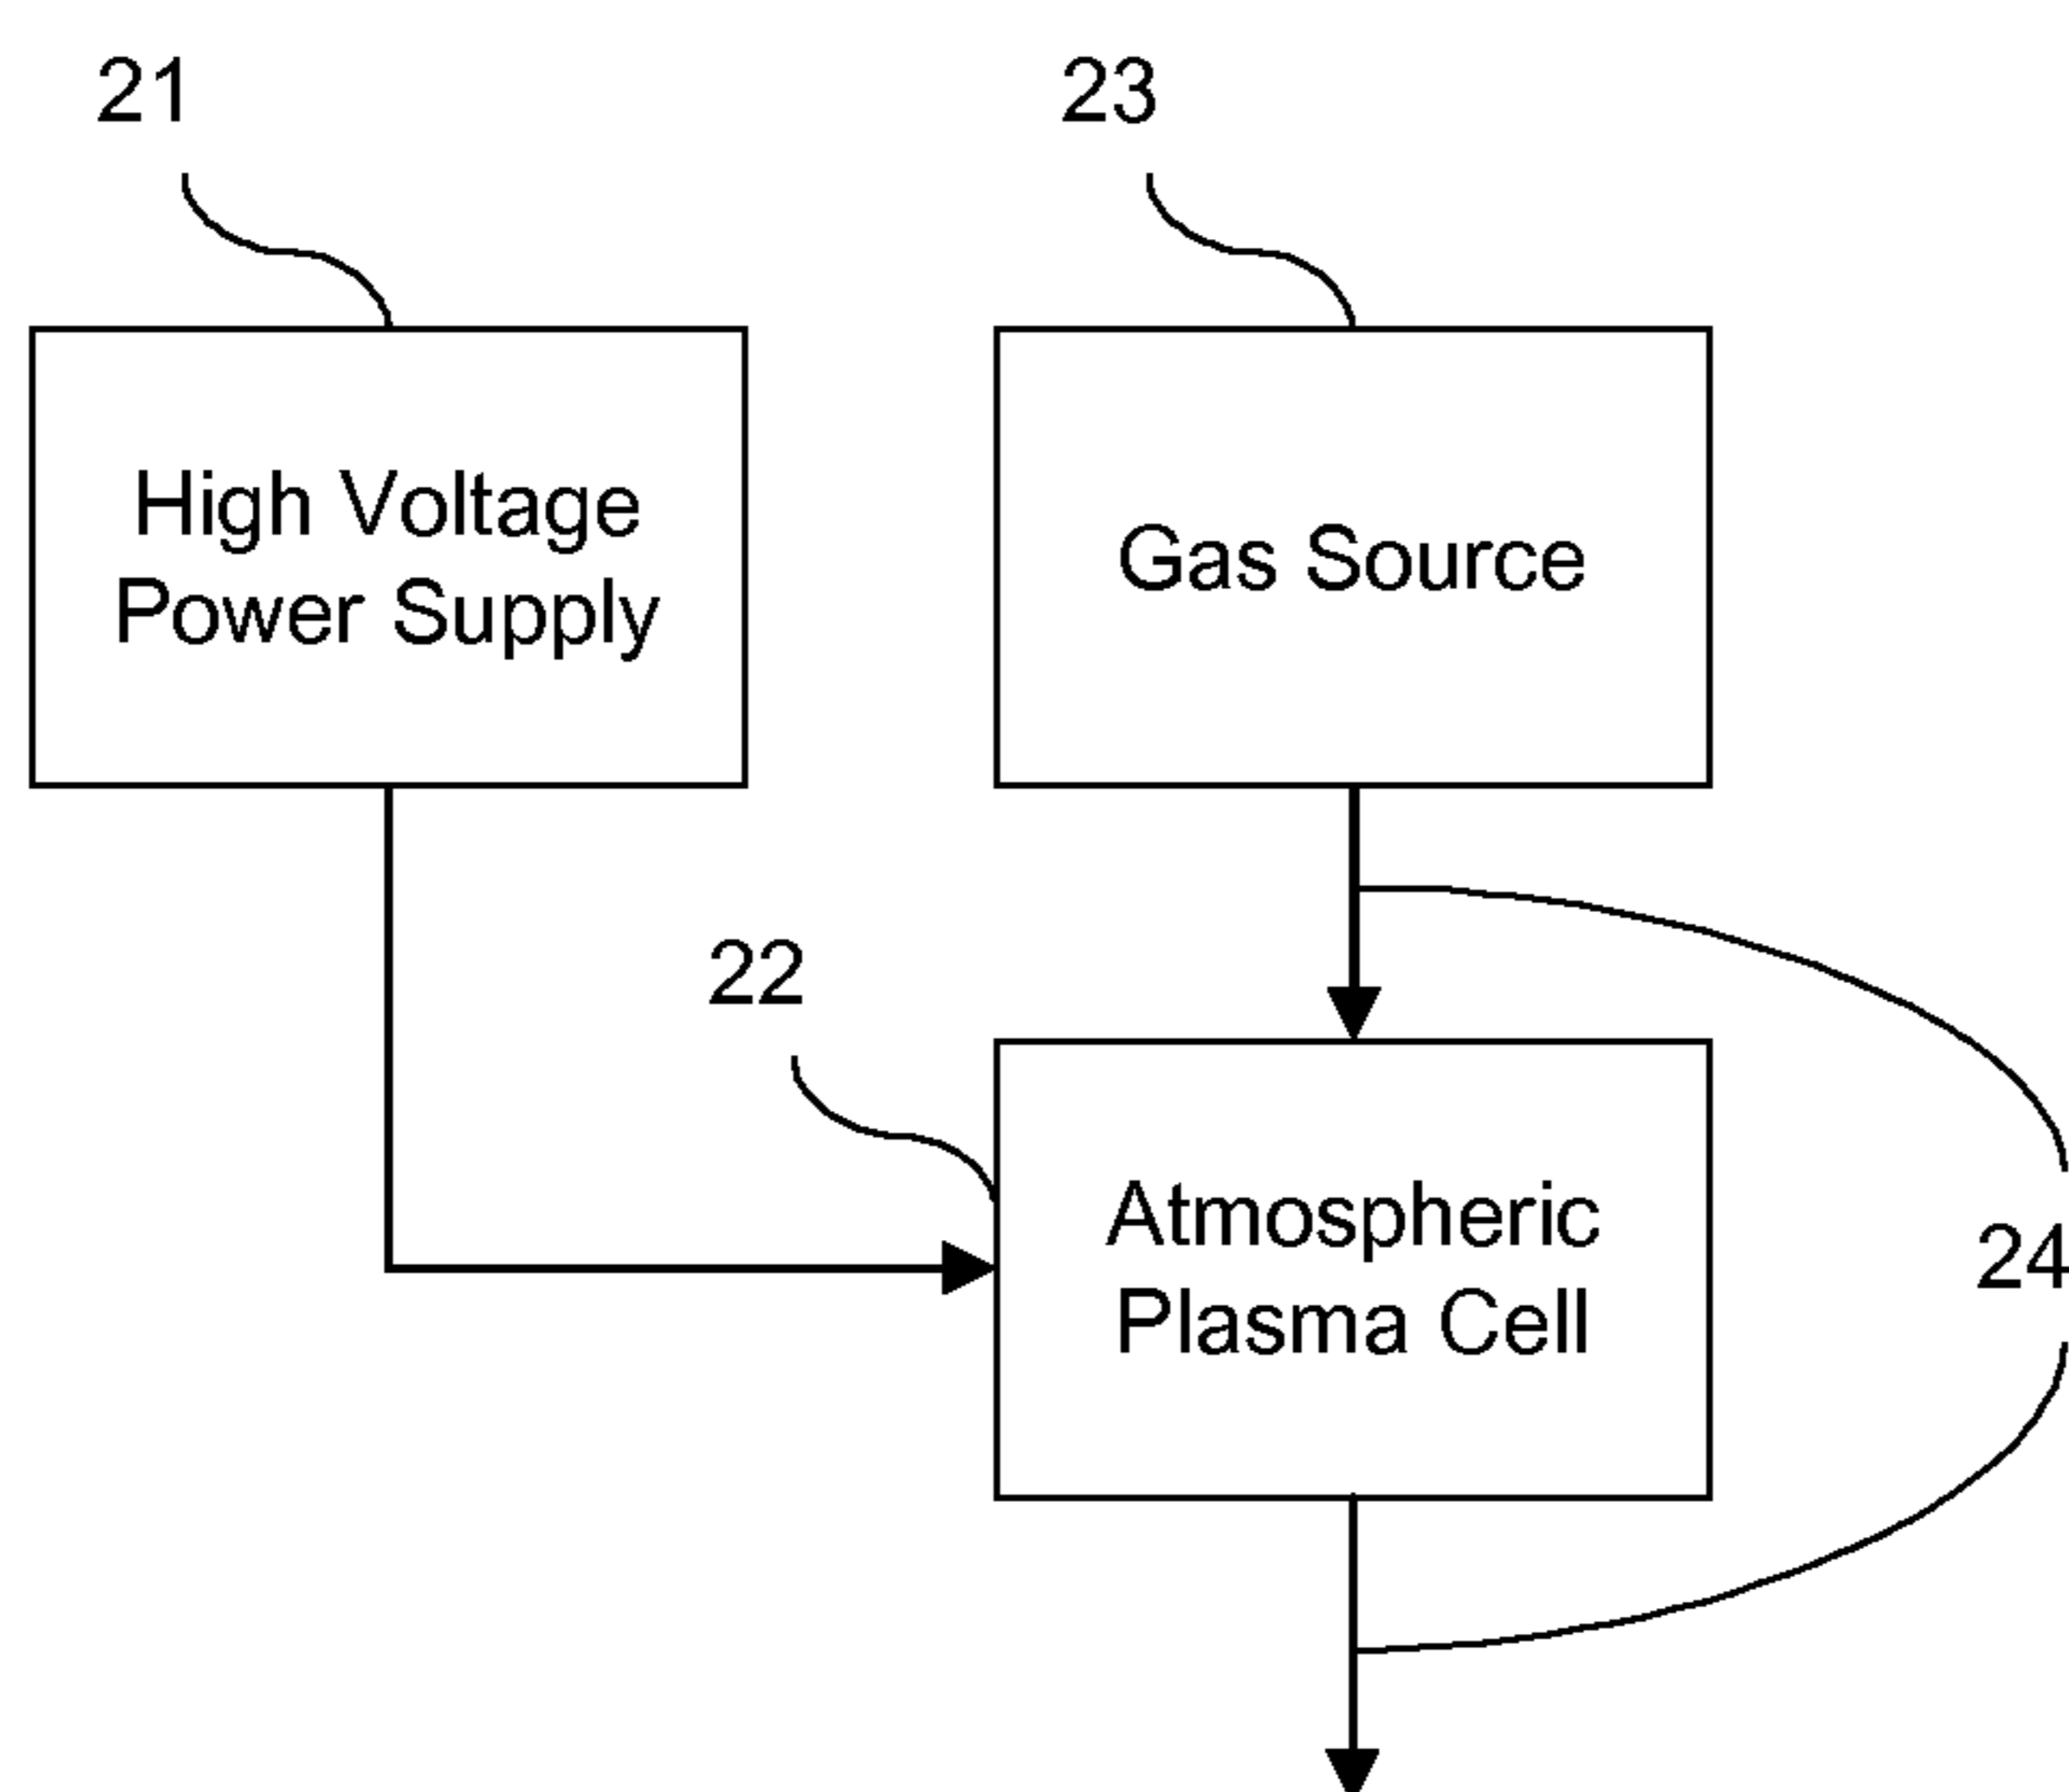 21
23
High Voltage
Power Supply
Gas Source
22
Atmospheric
Plasma Cell
24